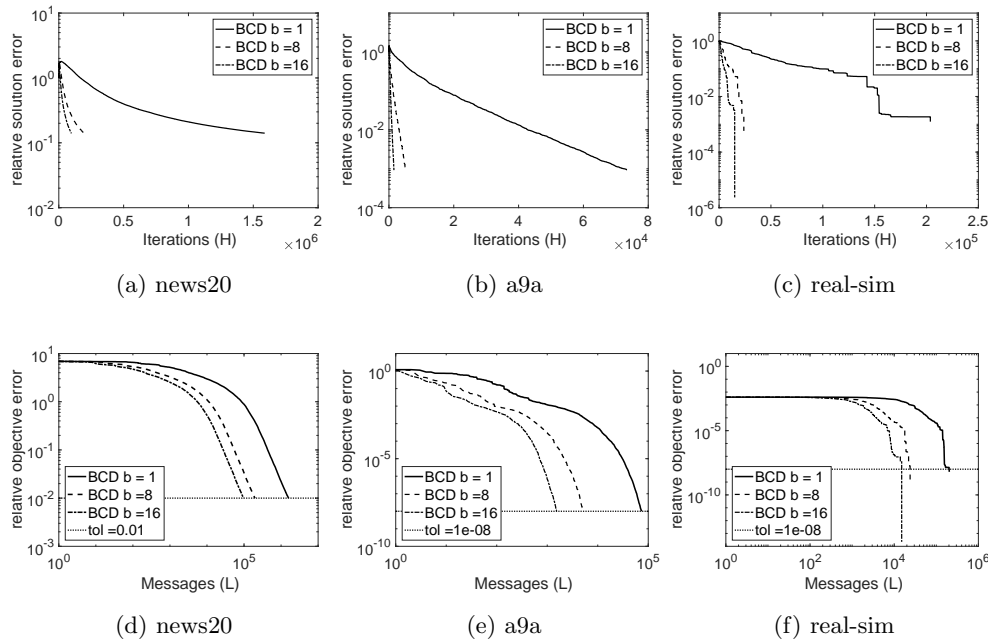 relative solution error
10^2
10^1
10^0
10^-1
10^-2
BCD b = 1
BCD b =8
BCD b =16
0 0.5 1 1.5 2
Iterations (H)
×10^6
(a) news20
relative solution error
10^0
10^-2
10^-4
BCD b = 1
BCD b =8
BCD b =16
0 2 4 6 8
Iterations (H)
×10^4
(b) a9a
relative solution error
10^0
10^-2
10^-4
10^-6
BCD b = 1
BCD b =8
BCD b =16
0 0.5 1 1.5 2 2.5
Iterations (H)
×10^5
(c) real-sim
relative objective error
10^1
10^0
10^-1
10^-2
10^-3
BCD b = 1
BCD b =8
BCD b =16
tol =0.01
10^0 10^5
Messages (L)
(d) news20
relative objective error
10^0
10^-5
10^-10
BCD b = 1
BCD b =8
BCD b =16
tol =1e-08
10^0 10^5
Messages (L)
(e) a9a
relative objective error
10^0
10^-5
10^-10
BCD b = 1
BCD b =8
BCD b =16
tol =1e-08
10^0 10^2 10^4 10^6
Messages (L)
(f) real-sim